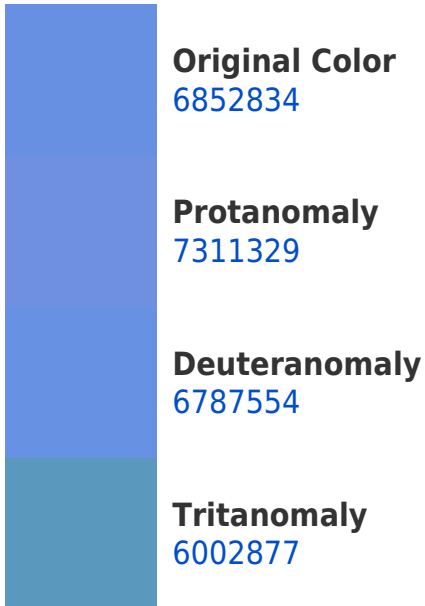 Original Color
6852834
Protanomaly
7311329
Deuteranomaly
6787554
Tritanomaly
6002877